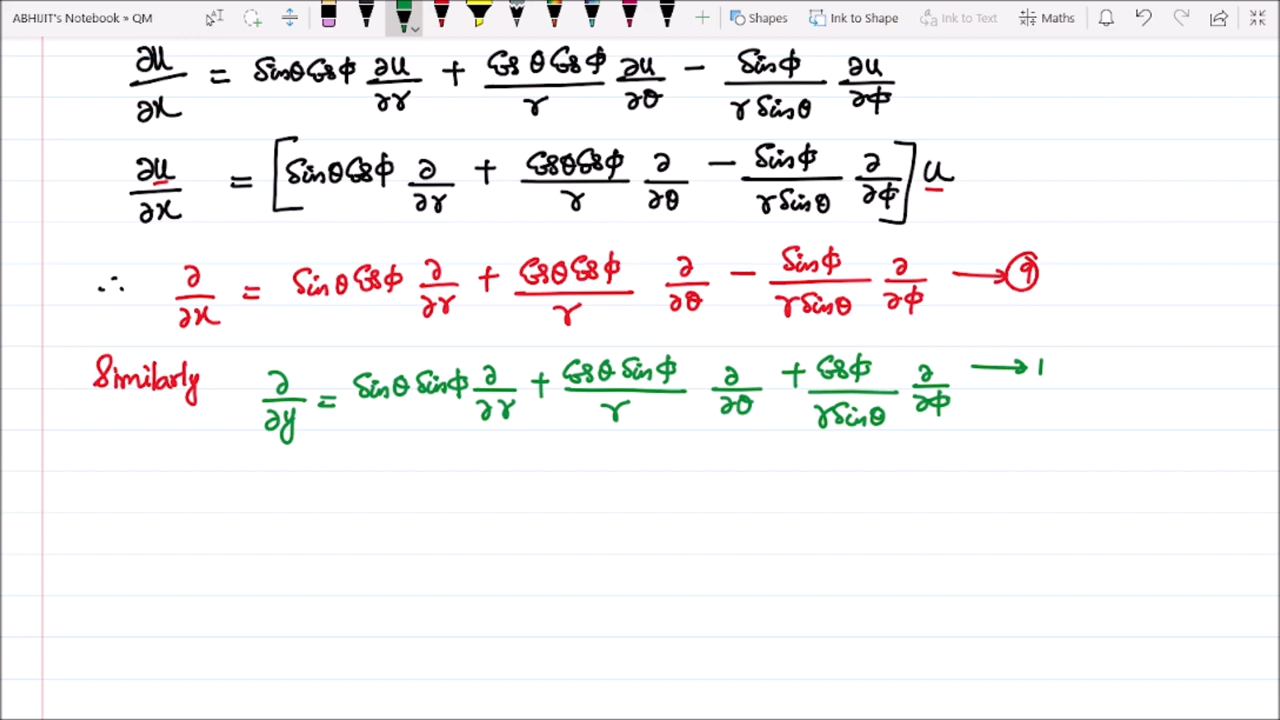 ABHIJIT's Notebook » QM Shapes Ink to Shape Ink to Text Maths
∂u/∂x = Sinθ Cosϕ ∂u/∂r + Cosθ Cosϕ/r ∂u/∂θ − Sinϕ/r Sinθ ∂u/∂ϕ
∂u/∂x = [Sinθ Cosϕ ∂/∂r + Cosθ Cosϕ/r ∂/∂θ − Sinϕ/r Sinθ ∂/∂ϕ] u
∴ ∂/∂x = Sinθ Cosϕ ∂/∂r + Cosθ Cosϕ/r ∂/∂θ − Sinϕ/r Sinθ ∂/∂ϕ → 9
Similarly ∂/∂y = Sinθ Sinϕ ∂/∂r + Cosθ Sinϕ/r ∂/∂θ + Cosϕ/r Sinθ ∂/∂ϕ → 1